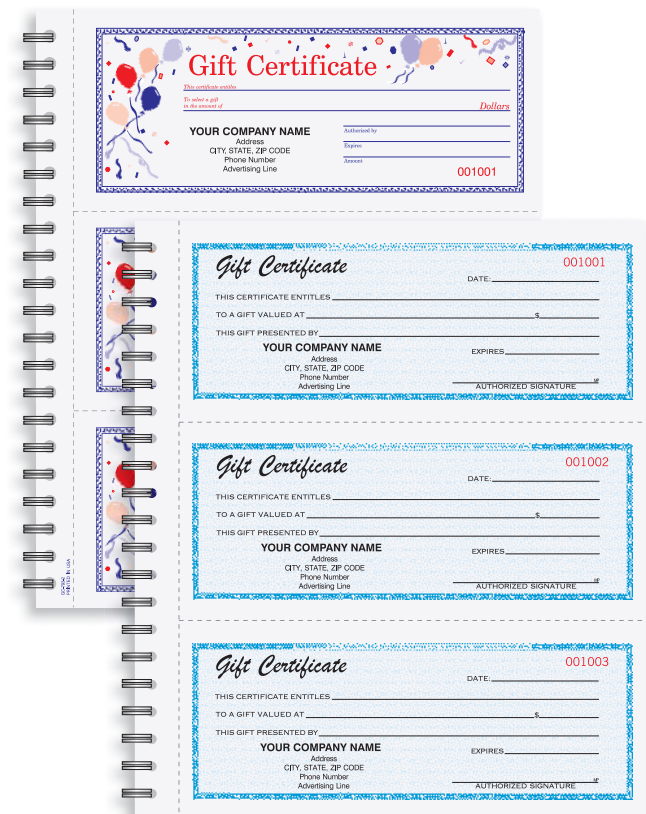 Gift Certificate
This certificate entitles
To select a gift
in the amount of
Dollars
YOUR COMPANY NAME
Address
CITY, STATE, ZIP CODE
Phone Number
Advertising Line
Authorized by
Expires
Amount
001001
PRINTED IN USA
Gift Certificate
001001
DATE:
THIS CERTIFICATE ENTITLES
TO A GIFT VALUED AT $
THIS GIFT PRESENTED BY
YOUR COMPANY NAME
Address
CITY, STATE, ZIP CODE
Phone Number
Advertising Line
EXPIRES
MP
AUTHORIZED SIGNATURE
Gift Certificate
001002
DATE:
THIS CERTIFICATE ENTITLES
TO A GIFT VALUED AT $
THIS GIFT PRESENTED BY
YOUR COMPANY NAME
Address
CITY, STATE, ZIP CODE
Phone Number
Advertising Line
EXPIRES
MP
AUTHORIZED SIGNATURE
Gift Certificate
001003
DATE:
THIS CERTIFICATE ENTITLES
TO A GIFT VALUED AT $
THIS GIFT PRESENTED BY
YOUR COMPANY NAME
Address
CITY, STATE, ZIP CODE
Phone Number
Advertising Line
EXPIRES
MP
AUTHORIZED SIGNATURE